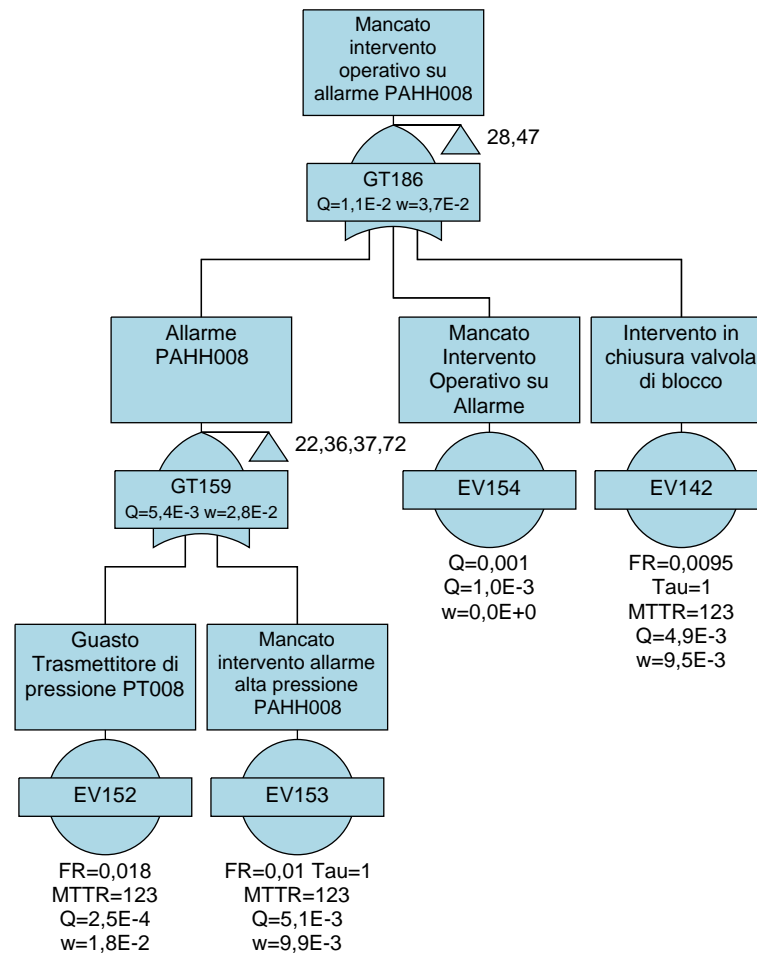 Mancato
intervento
operativo su
allarme PAHH008
28,47
GT186
Q=1,1E-2 w=3,7E-2
Allarme
PAHH008
Mancato
Intervento
Operativo su
Allarme
Intervento in
chiusura valvola
di blocco
22,36,37,72
GT159
Q=5,4E-3 w=2,8E-2
EV154
Q=0,001
Q=1,0E-3
w=0,0E+0
EV142
FR=0,0095
Tau=1
MTTR=123
Q=4,9E-3
w=9,5E-3
Guasto
Trasmettitore di
pressione PT008
Mancato
intervento allarme
alta pressione
PAHH008
EV152
FR=0,018
MTTR=123
Q=2,5E-4
w=1,8E-2
EV153
FR=0,01 Tau=1
MTTR=123
Q=5,1E-3
w=9,9E-3